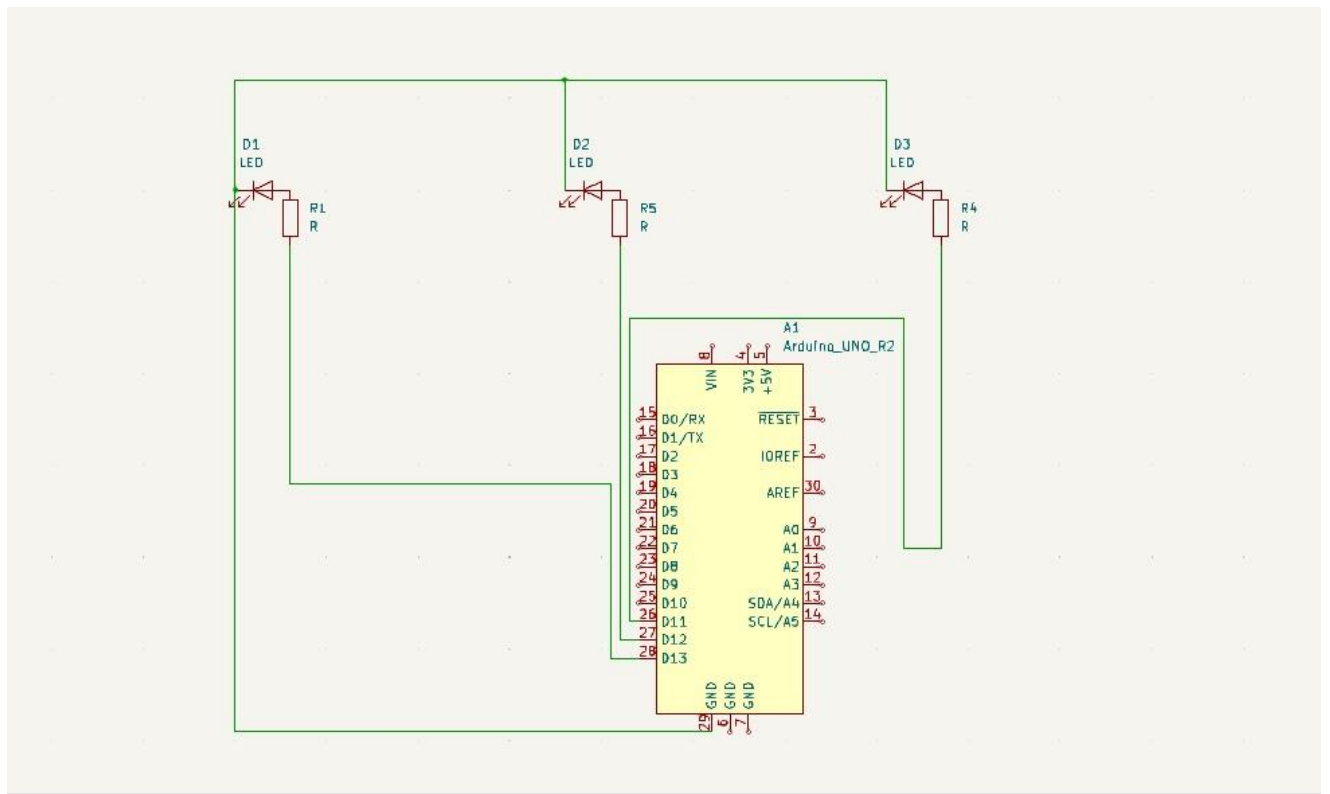 D1
LED
D2
LED
D3
LED
R1
R
R5
R
R4
R
A1
Arduino_UNO_R2
8
4
5
VIN
3V3
+5V
15
D0/RX
RESET
3
16
D1/TX
17
D2
IOREF
2
18
D3
19
D4
AREF
30
20
D5
21
D6
A0
9
22
D7
A1
10
23
D8
A2
11
24
D9
A3
12
25
D10
SDA/A4
13
26
D11
SCL/A5
14
27
D12
28
D13
GND
GND
GND
29
6
7